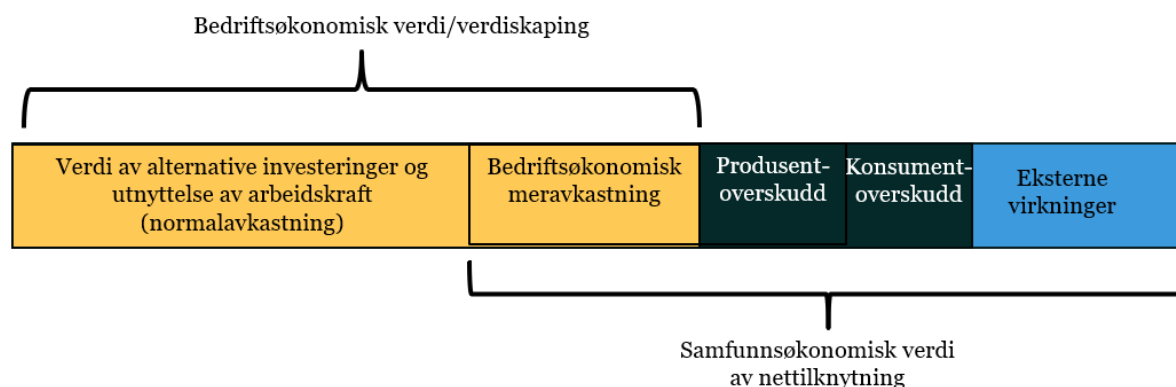 Bedriftsøkonomisk verdi/verdiskaping
Verdi av alternative investeringer og
utnyttelse av arbeidskraft
(normalavkastning)
Bedriftsøkonomisk
meravkastning
Produsent-
overskudd
Konsument-
overskudd
Eksterne
virkninger
Samfunnsøkonomisk verdi
av nettilknytning